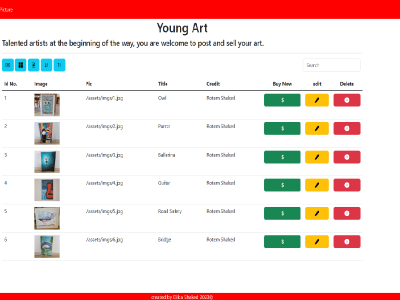 Picture
Young Art
Talented artists at the beginning of the way, you are welcome to post and sell your art.
Search
Id No. Image Pic Title Credit Buy Now edit Delete
1 /assets/imgs/1.jpg Owl Rotem Shaked $
2 /assets/imgs/2.jpg Parrot Rotem Shaked $
3 /assets/imgs/3.jpg Ballerina Rotem Shaked $
4 /assets/imgs/4.jpg Guitar Rotem Shaked $
5 /assets/imgs/5.jpg Road Safety Rotem Shaked $
6 /assets/imgs/6.jpg Bridge Rotem Shaked $
created by Elika Shaked 2023©